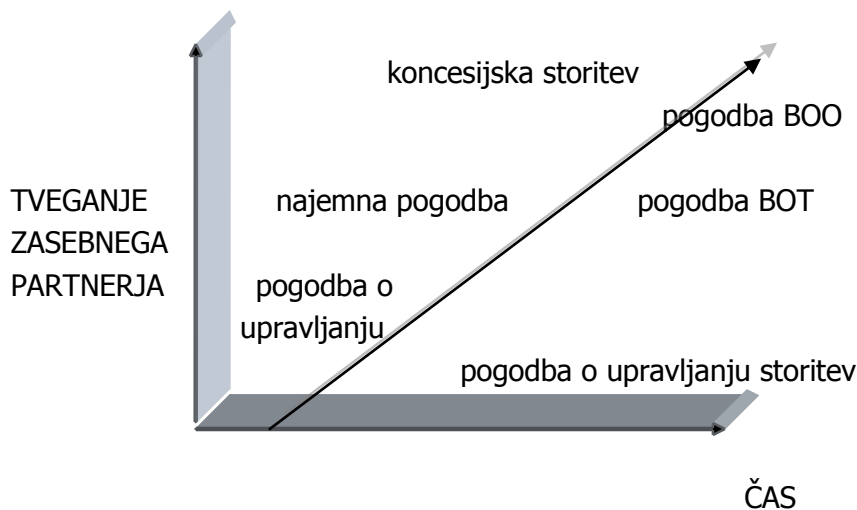 koncesijska storitev
pogodba BOO
TVEGANJE
ZASEBNEGA
PARTNERJA
najemna pogodba
pogodba BOT
pogodba o
upravljanju
pogodba o upravljanju storitev
ČAS